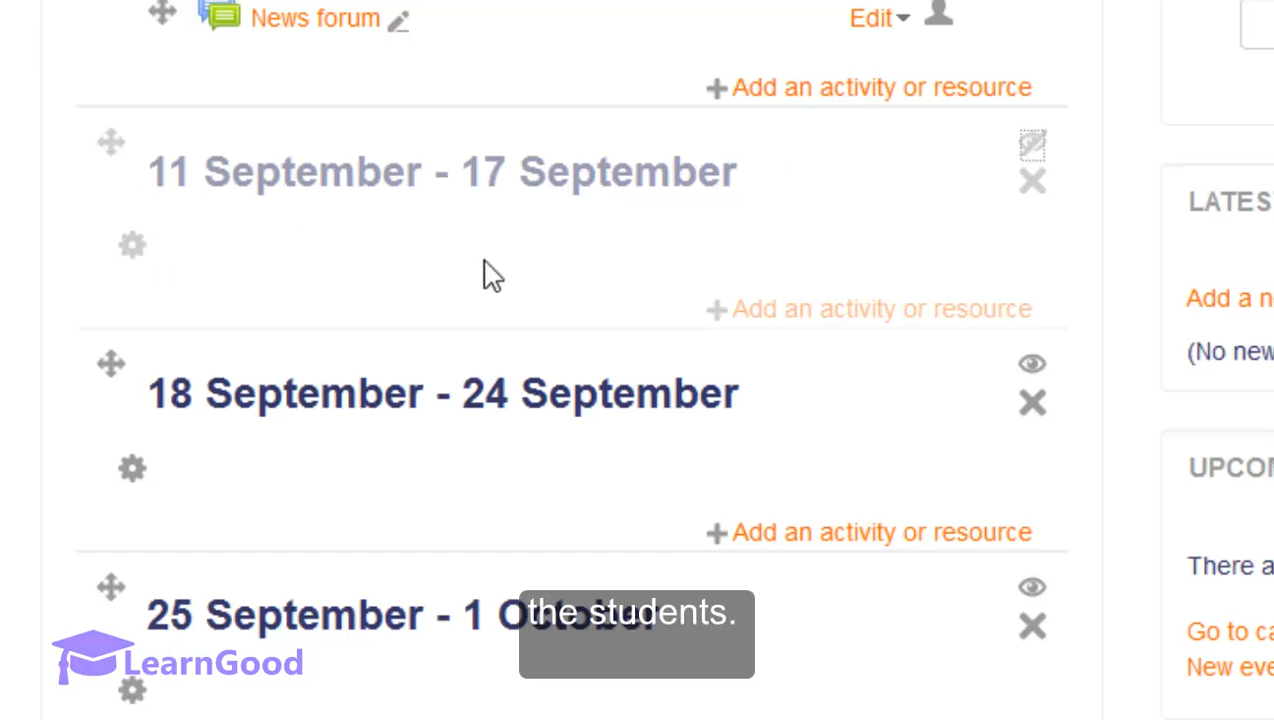 News forum
Edit
Add an activity or resource
11 September - 17 September
Add an activity or resource
18 September - 24 September
Add an activity or resource
25 September - 1 October
the students.
LearnGood
LATES
Add a n
(No new
UPCOM
There a
Go to ca
New eve